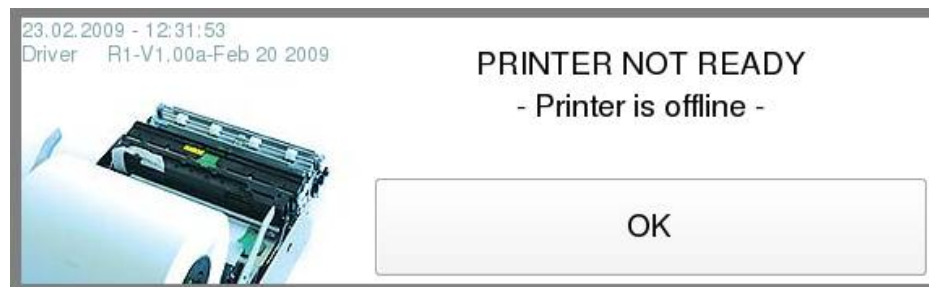 23.02.2009 - 12:31:53
Driver R1-V1.00a-Feb 20 2009
PRINTER NOT READY
- Printer is offline -
OK